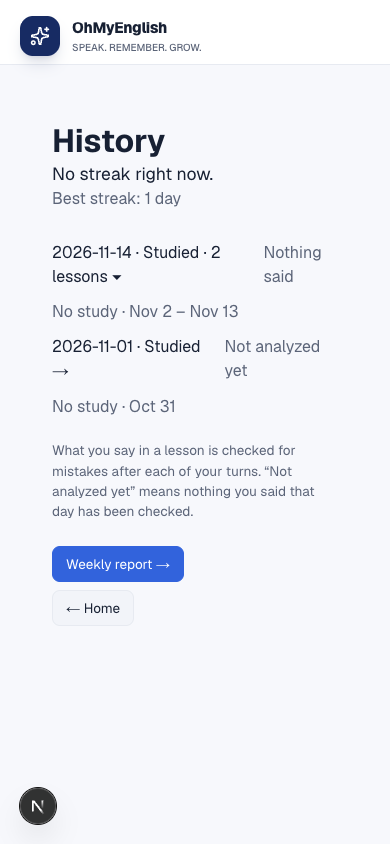 OhMyEnglish
SPEAK. REMEMBER. GROW.
History
No streak right now.
Best streak: 1 day
2026-11-14 · Studied · 2 lessons ▾
Nothing said
No study · Nov 2 – Nov 13
2026-11-01 · Studied →
Not analyzed yet
No study · Oct 31
What you say in a lesson is checked for
mistakes after each of your turns. “Not
analyzed yet” means nothing you said that
day has been checked.
Weekly report →
← Home
N